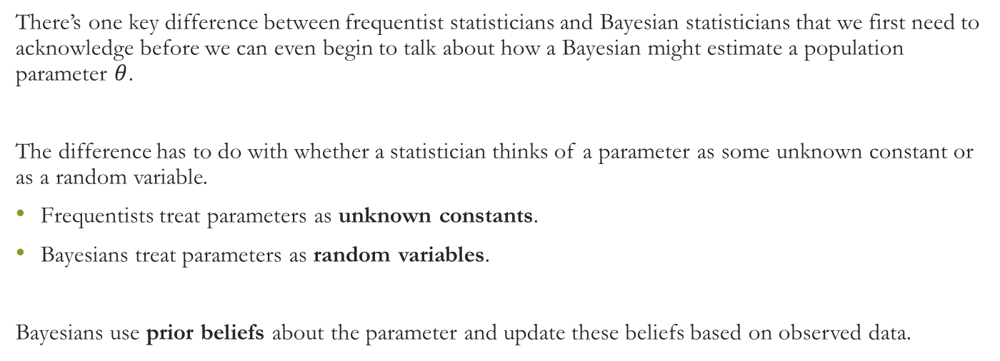 There’s one key difference between frequentist statisticians and Bayesian statisticians that we first need to
acknowledge before we can even begin to talk about how a Bayesian might estimate a population
parameter θ.
The difference has to do with whether a statistician thinks of a parameter as some unknown constant or
as a random variable.
• Frequentists treat parameters as unknown constants.
• Bayesians treat parameters as random variables.
Bayesians use prior beliefs about the parameter and update these beliefs based on observed data.